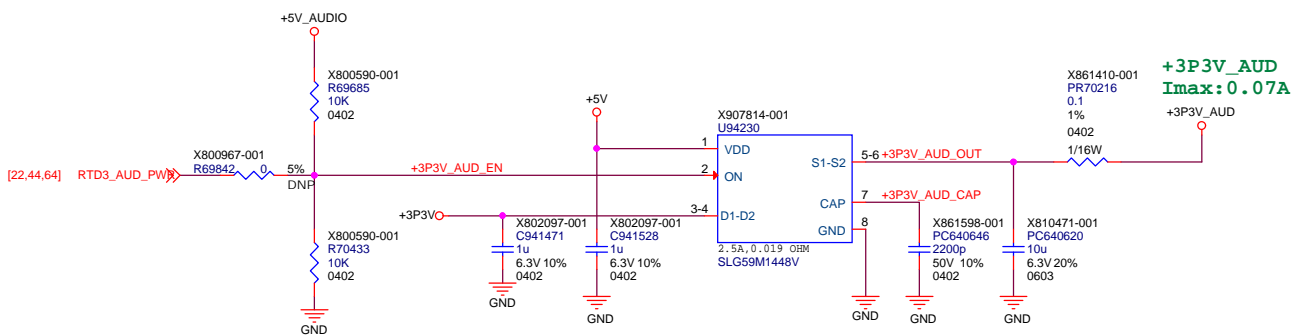 +5V_AUDIO
X800590-001
R69685
10K
0402
X800967-001
R69842
0
5%
DNP
[22,44,64]
RTD3_AUD_PWR
+3P3V_AUD_EN
X800590-001
R70433
10K
0402
GND
+3P3V
X802097-001
C941471
1u
6.3V 10%
0402
GND
+5V
X802097-001
C941528
1u
6.3V 10%
0402
GND
X907814-001
U94230
1
VDD
2
ON
3-4
D1-D2
S1-S2
5-6
CAP
7
GND
8
2.5A,0.019 OHM
SLG59M1448V
GND
+3P3V_AUD_OUT
+3P3V_AUD_CAP
X861598-001
PC640646
2200p
50V 10%
0402
GND
X810471-001
PC640620
10u
6.3V 20%
0603
GND
X861410-001
PR70216
0.1
1%
0402
1/16W
+3P3V_AUD
Imax:0.07A
+3P3V_AUD